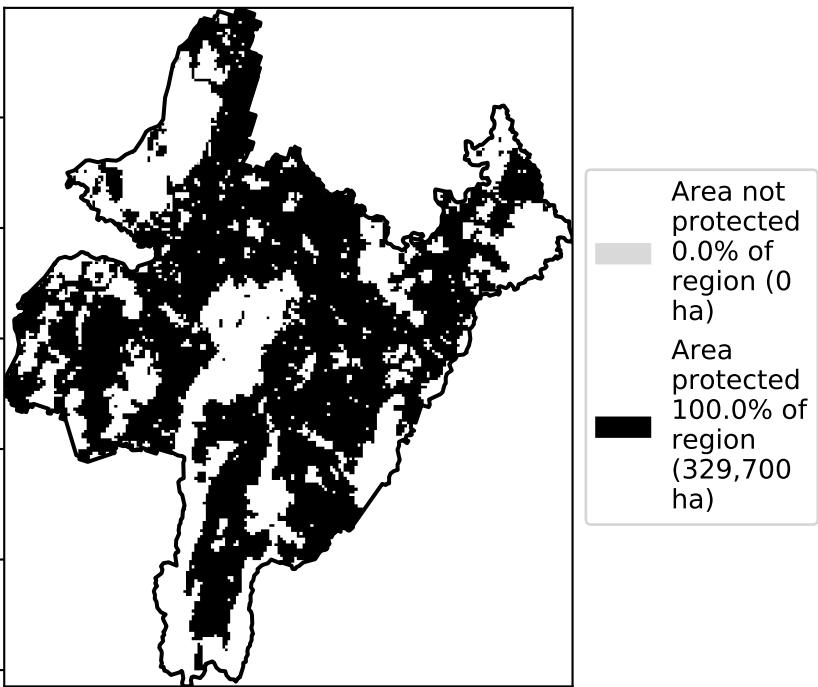 Area not
protected
0.0% of
region (0
ha)
Area
protected
100.0% of
region
(329,700
ha)